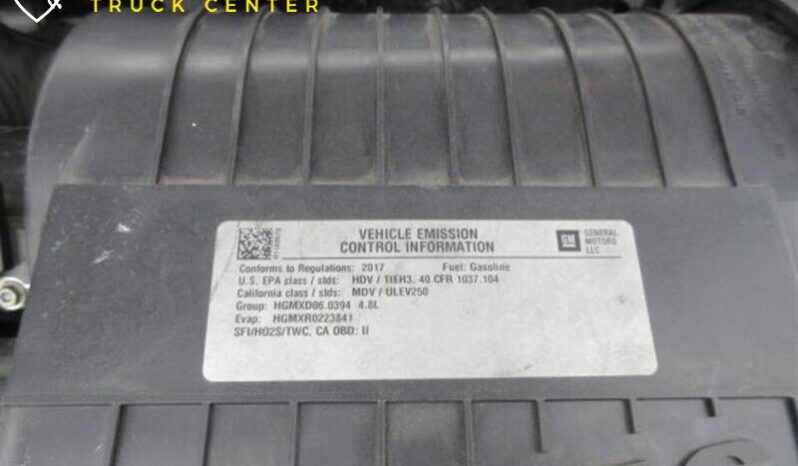 TRUCK CENTER
VEHICLE EMISSION
CONTROL INFORMATION
GM
GENERAL
MOTORS
LLC
Conforms to Regulations: 2017 Fuel: Gasoline
U.S. EPA class / stds: HDV / TIER3, 40 CFR 1037.104
California class / stds: MDV / ULEV250
Group: HGMXD06.0394 4.8L
Evap: HGMXR0223841
SFI/HO2S/TWC, CA OBD: II